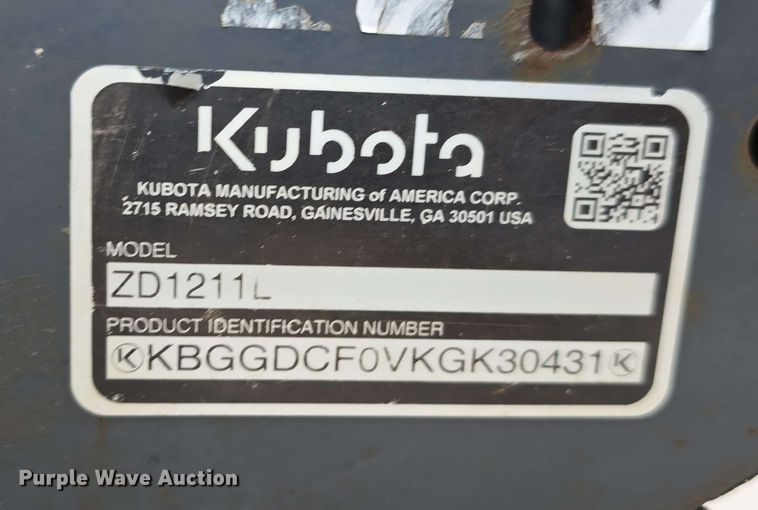 Kubota
KUBOTA MANUFACTURING of AMERICA CORP.
2715 RAMSEY ROAD, GAINESVILLE, GA 30501 USA
MODEL
ZD1211L
PRODUCT IDENTIFICATION NUMBER
KKBGGDCF0VKGK30431K
Purple Wave Auction